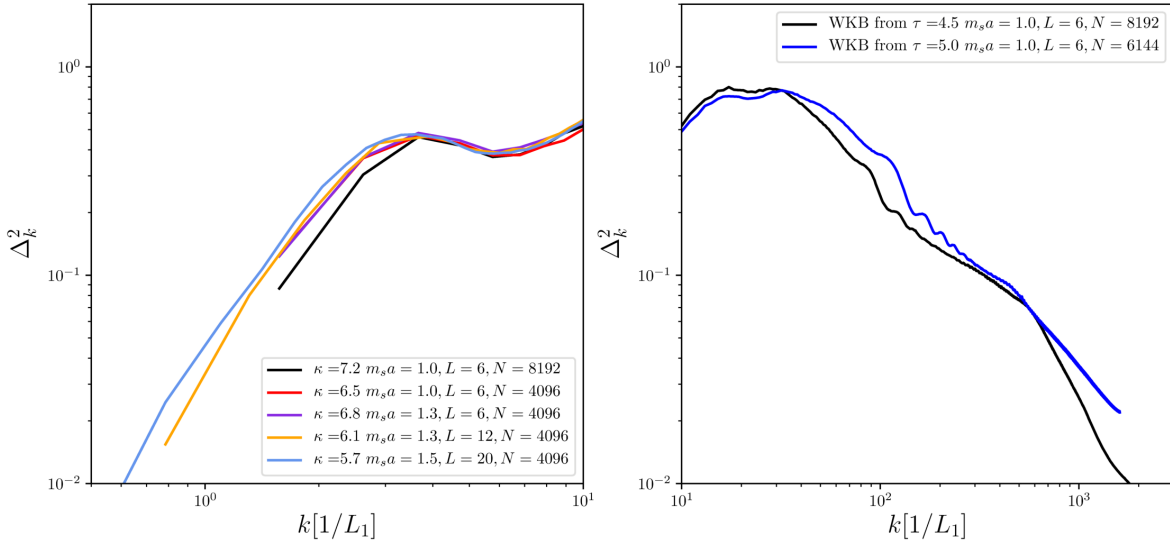 10^0
10^{-1}
10^{-2}
Δ_k^2
10^0
10^1
k[1/L_1]
κ =7.2 m_s a = 1.0, L = 6, N = 8192
κ =6.5 m_s a = 1.0, L = 6, N = 4096
κ =6.8 m_s a = 1.3, L = 6, N = 4096
κ =6.1 m_s a = 1.3, L = 12, N = 4096
κ =5.7 m_s a = 1.5, L = 20, N = 4096
WKB from τ =4.5 m_s a = 1.0, L = 6, N = 8192
WKB from τ =5.0 m_s a = 1.0, L = 6, N = 6144
10^0
10^{-1}
10^{-2}
Δ_k^2
10^1
10^2
10^3
k[1/L_1]